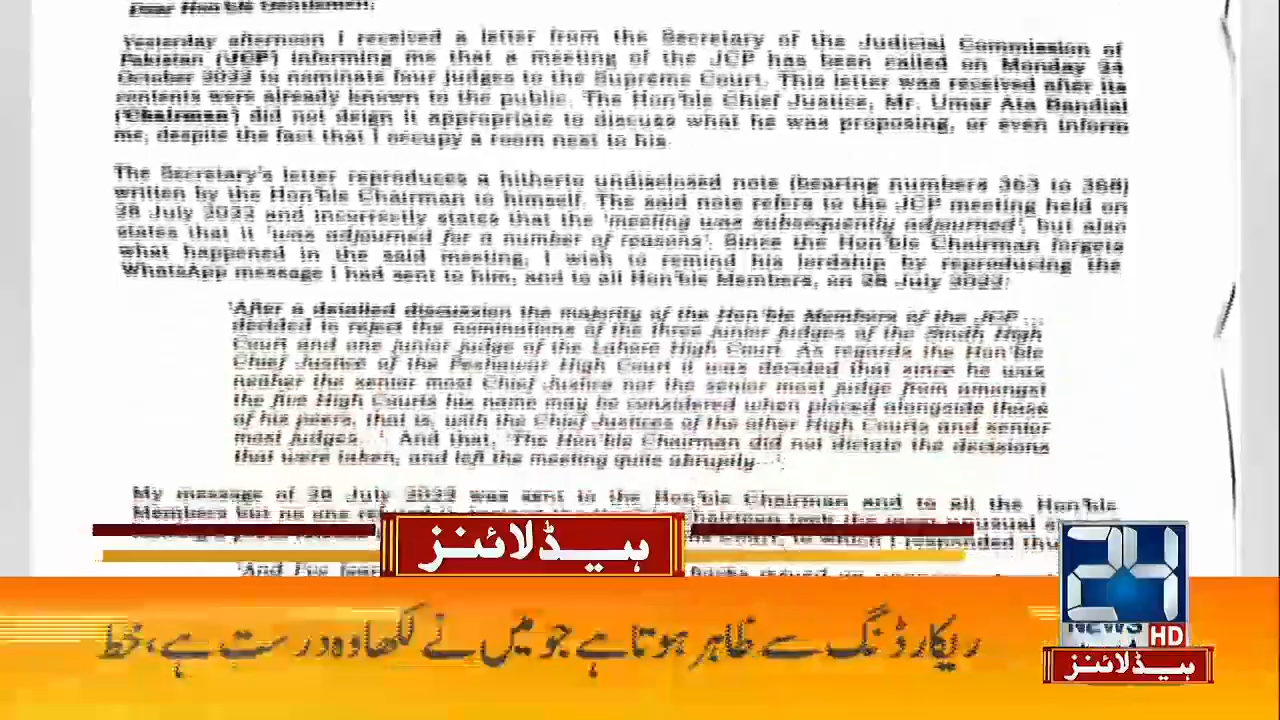 Dear Hon'ble Gentlemen,
Yesterday afternoon I received a letter from the Secretary of the Judicial Commission of
Pakistan ('JCP') informing me that a meeting of the JCP has been called on Monday 24
October 2022 to nominate four judges to the Supreme Court. This letter was received after its
contents were already known to the public. The Hon'ble Chief Justice, Mr. Umar Ata Bandial
('Chairman') did not deign it appropriate to discuss what he was proposing, or even inform
me, despite the fact that I occupy a room next to his.
The Secretary's letter reproduces a hitherto undisclosed note (bearing numbers 363 to 368)
written by the Hon'ble Chairman to himself. The said note refers to the JCP meeting held on
28 July 2022 and incorrectly states that the 'meeting was subsequently adjourned', but also
states that it 'was adjourned for a number of reasons'. Since the Hon'ble Chairman forgets
what happened in the said meeting, I wish to remind his lordship by reproducing the
WhatsApp message I had sent to him, and to all Hon'ble Members, on 28 July 2022:
'After a detailed discussion the majority of the Hon'ble Members of the JCP ...
decided to reject the nominations of the three junior judges of the Sindh High
Court and one junior judge of the Lahore High Court. As regards the Hon'ble
Chief Justice of the Peshawar High Court it was decided that since he was
neither the senior most Chief Justice nor the senior most judge from amongst
the five High Courts his name may be considered when placed alongside those
of his peers, that is, with the Chief Justices of the other High Courts and senior
most judges. ... And that, 'The Hon'ble Chairman did not dictate the decisions
that were taken, and left the meeting quite abruptly ...'
My message of 28 July 2022 was sent to the Hon'ble Chairman and to all the Hon'ble
Members but no one
which I responded
'And I've
ہیڈلائنز
ریکارڈنگ سے ظاہر ہوتا ہے جو میں نے لکھا وہ درست ہے، خط
24
NEWS HD
ہیڈلائنز